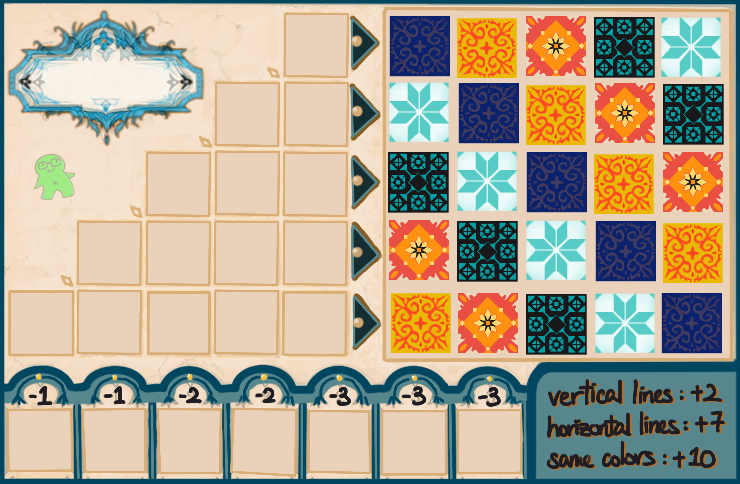 -1 -1 -2 -2 -3 -3 -3
vertical lines : +2
horizontal lines : +7
same colors : +10